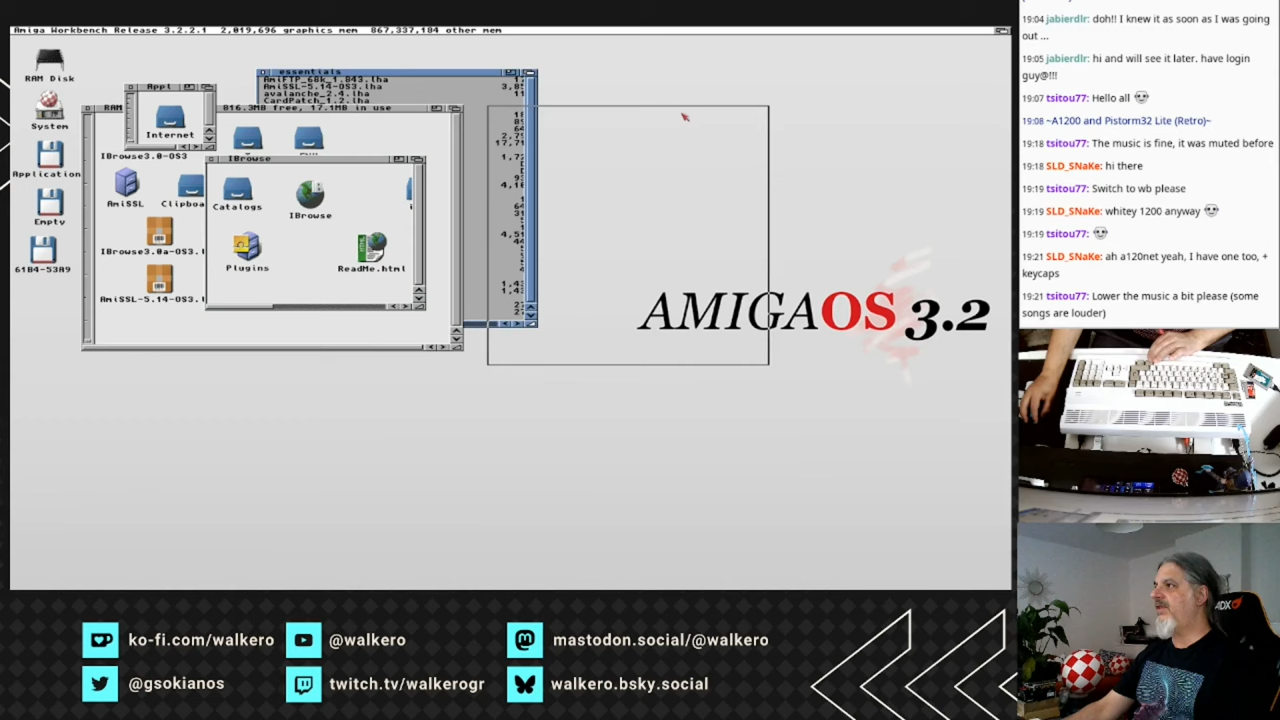 Amiga Workbench Release 3.2.2.1 2,019,696 graphics mem 867,337,184 other mem
RAM Disk
System
Application
Empty
61B4-53A9
essentials
AmiFTP_68k_1.843.lha
AmiSSL-5.14-OS3.lha
avalanche_2.4.lha
CardPatch_1.2.lha
RAM
816.3MB free, 17.1MB in use
Appl
Internet
IBrowse3.0-OS3
AmiSSL
Clipboa
IBrowse3.0a-OS3.l
AmiSSL-5.14-OS3.l
IBrowse
Catalogs
IBrowse
Plugins
ReadMe.html
AMIGAOS 3.2
19:04 jabierdlr: doh!! I knew it as soon as I was going
out ...
19:05 jabierdlr: hi and will see it later. have login
guy@!!!
19:07 tsitou77: Hello all
19:08 ~A1200 and Pistorm32 Lite (Retro)~
19:18 tsitou77: The music is fine, it was muted before
19:18 SLD_SNaKe: hi there
19:19 tsitou77: Switch to wb please
19:19 SLD_SNaKe: whitey 1200 anyway
19:19 tsitou77:
19:21 SLD_SNaKe: ah a120net yeah, I have one too, +
keycaps
19:21 tsitou77: Lower the music a bit please (some
songs are louder)
ADX
ko-fi.com/walkero
@walkero
mastodon.social/@walkero
@gsokianos
twitch.tv/walkerogr
walkero.bsky.social